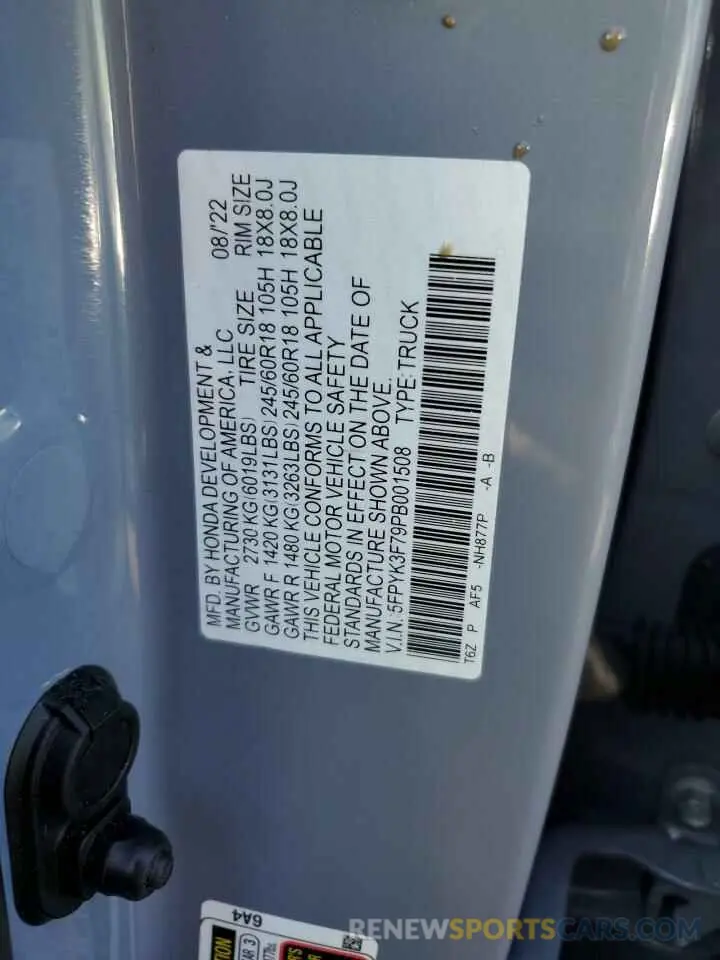 MFD. BY HONDA DEVELOPMENT & 08/'22
MANUFACTURING OF AMERICA, LLC
GVWR 2730 KG(6019LBS) TIRE SIZE RIM SIZE
GAWR F 1420 KG(3131LBS) 245/60R18 105H 18X8.0J
GAWR R 1480 KG(3263LBS) 245/60R18 105H 18X8.0J
THIS VEHICLE CONFORMS TO ALL APPLICABLE
FEDERAL MOTOR VEHICLE SAFETY
STANDARDS IN EFFECT ON THE DATE OF
MANUFACTURE SHOWN ABOVE.
V.I.N.:5FPYK3F79PB001508 TYPE:TRUCK
T6Z P AF5 -NH877P -A -B
6A4
RENEWSPORTSCARS.COM